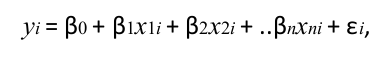 yi = β0 + β1x1i + β2x2i + ..βnxni + εi,